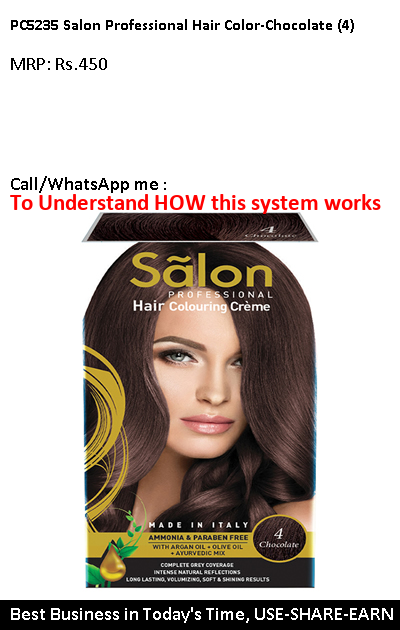 PC5235 Salon Professional Hair Color-Chocolate (4)
MRP: Rs.450
Call/WhatsApp me :
To Understand HOW this system works
4
Chocolate
Sãlon
PROFESSIONAL
Hair Colouring Crème
MADE IN ITALY
AMMONIA & PARABEN FREE
WITH ARGAN OIL • OLIVE OIL
• AYURVEDIC MIX
4
Chocolate
COMPLETE GREY COVERAGE
INTENSE NATURAL REFLECTIONS
LONG LASTING, VOLUMIZING, SOFT & SHINING RESULTS
Best Business in Today's Time, USE-SHARE-EARN